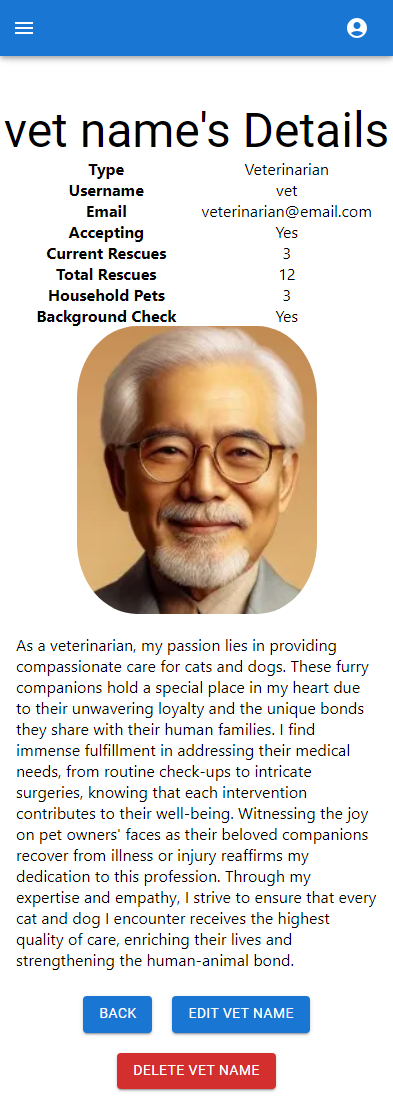 vet name's Details
Type Veterinarian
Username vet
Email veterinarian@email.com
Accepting Yes
Current Rescues 3
Total Rescues 12
Household Pets 3
Background Check Yes
As a veterinarian, my passion lies in providing
compassionate care for cats and dogs. These furry
companions hold a special place in my heart due
to their unwavering loyalty and the unique bonds
they share with their human families. I find
immense fulfillment in addressing their medical
needs, from routine check-ups to intricate
surgeries, knowing that each intervention
contributes to their well-being. Witnessing the joy
on pet owners' faces as their beloved companions
recover from illness or injury reaffirms my
dedication to this profession. Through my
expertise and empathy, I strive to ensure that every
cat and dog I encounter receives the highest
quality of care, enriching their lives and
strengthening the human-animal bond.
BACK EDIT VET NAME
DELETE VET NAME